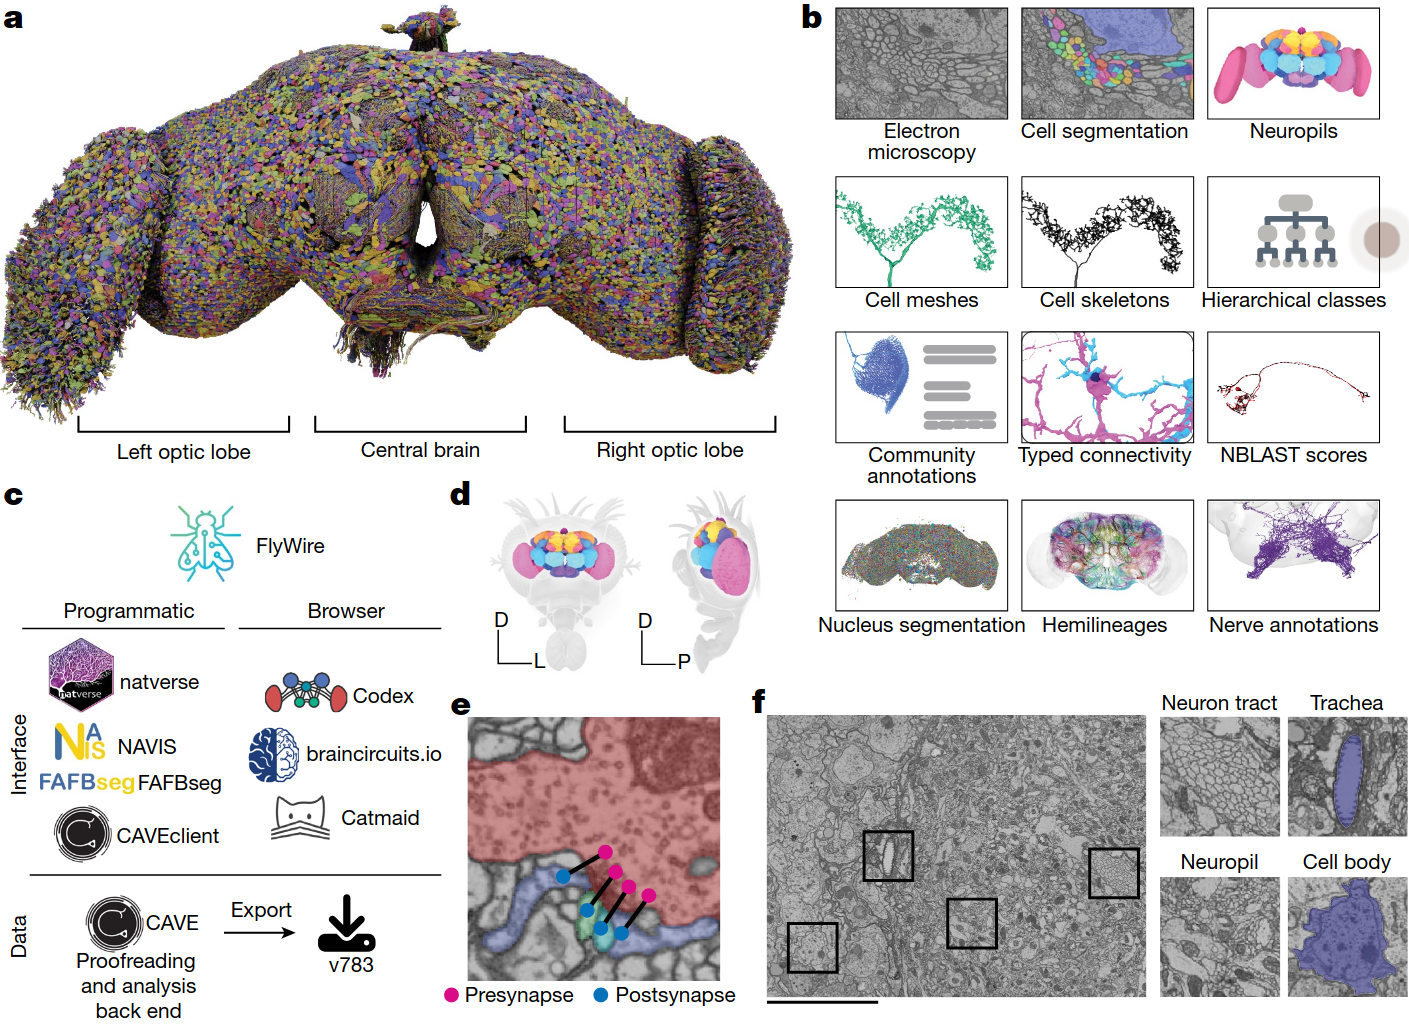 a
Left optic lobe
Central brain
Right optic lobe
b
Electron
microscopy
Cell segmentation
Neuropils
Cell meshes
Cell skeletons
Hierarchical classes
Community
annotations
Typed connectivity
NBLAST scores
Nucleus segmentation
Hemilineages
Nerve annotations
c
FlyWire
Programmatic
Browser
Interface
natverse
natverse
NAVIS
NAVIS
FAFBseg
FAFBseg
CAVEclient
Codex
braincircuits.io
Catmaid
Data
CAVE
Proofreading
and analysis
back end
Export
v783
d
D
L
D
P
e
Presynapse
Postsynapse
f
Neuron tract
Trachea
Neuropil
Cell body